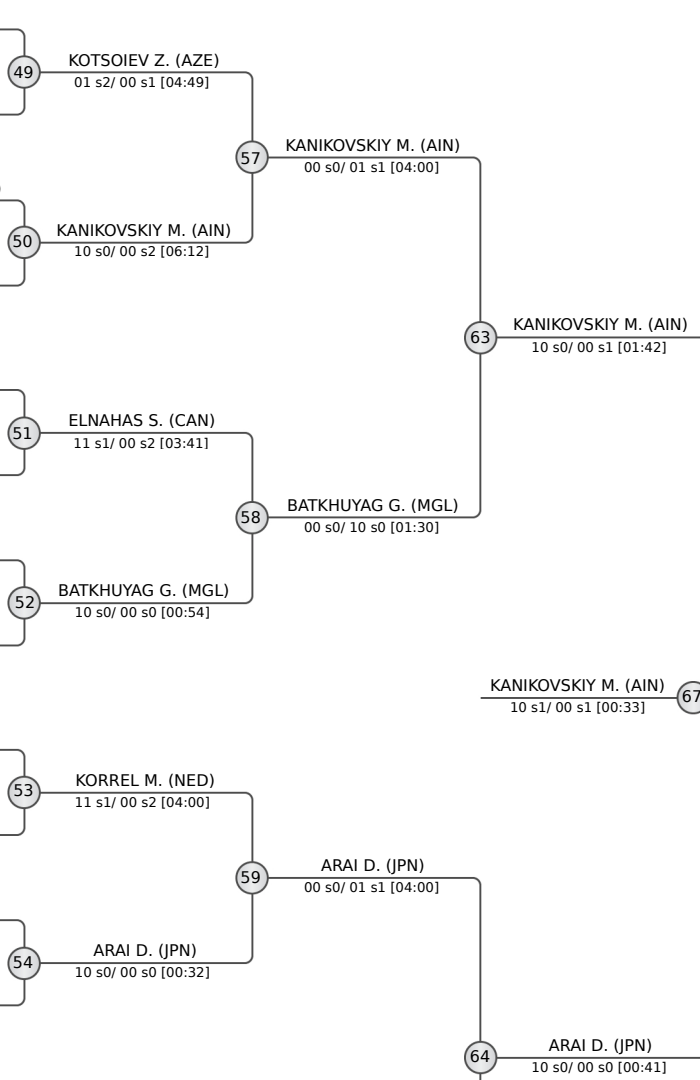 KOTSOIEV Z. (AZE)
49
01 s2/ 00 s1 [04:49]
KANIKOVSKIY M. (AIN)
57
00 s0/ 01 s1 [04:00]
)
KANIKOVSKIY M. (AIN)
50
10 s0/ 00 s2 [06:12]
KANIKOVSKIY M. (AIN)
63
10 s0/ 00 s1 [01:42]
ELNAHAS S. (CAN)
51
11 s1/ 00 s2 [03:41]
BATKHUYAG G. (MGL)
58
00 s0/ 10 s0 [01:30]
BATKHUYAG G. (MGL)
52
10 s0/ 00 s0 [00:54]
KANIKOVSKIY M. (AIN)
67
10 s1/ 00 s1 [00:33]
KORREL M. (NED)
53
11 s1/ 00 s2 [04:00]
ARAI D. (JPN)
59
00 s0/ 01 s1 [04:00]
ARAI D. (JPN)
54
10 s0/ 00 s0 [00:32]
ARAI D. (JPN)
64
10 s0/ 00 s0 [00:41]